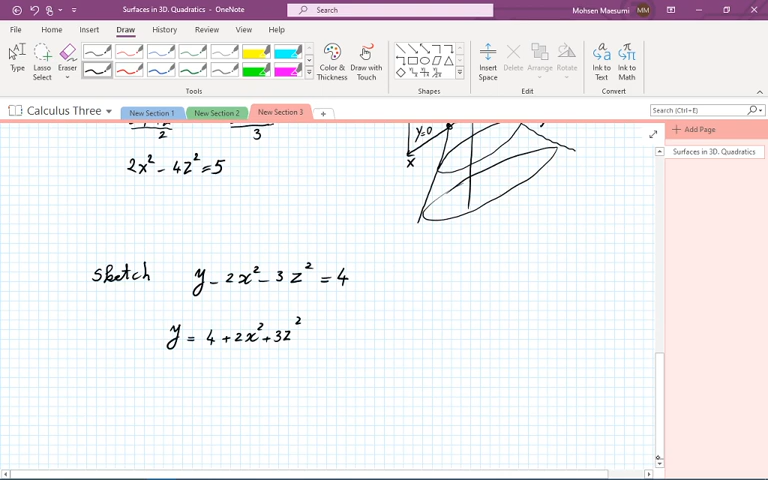 Surfaces in 3D. Quadratics - OneNote
Search
Mohsen Maesumi MM
File Home Insert Draw History Review View Help
Type Lasso Select Eraser
Color & Thickness Draw with Touch
Insert Space Delete Arrange Rotate
Ink to Text Ink to Math
Tools Shapes Edit Convert
Calculus Three New Section 1 New Section 2 New Section 3 +
Search (Ctrl+E)
Add Page
Surfaces in 3D. Quadratics
2 3
y=0
x
2x² - 4z² = 5
sketch y - 2x² - 3z² = 4
y = 4 + 2x² + 3z²